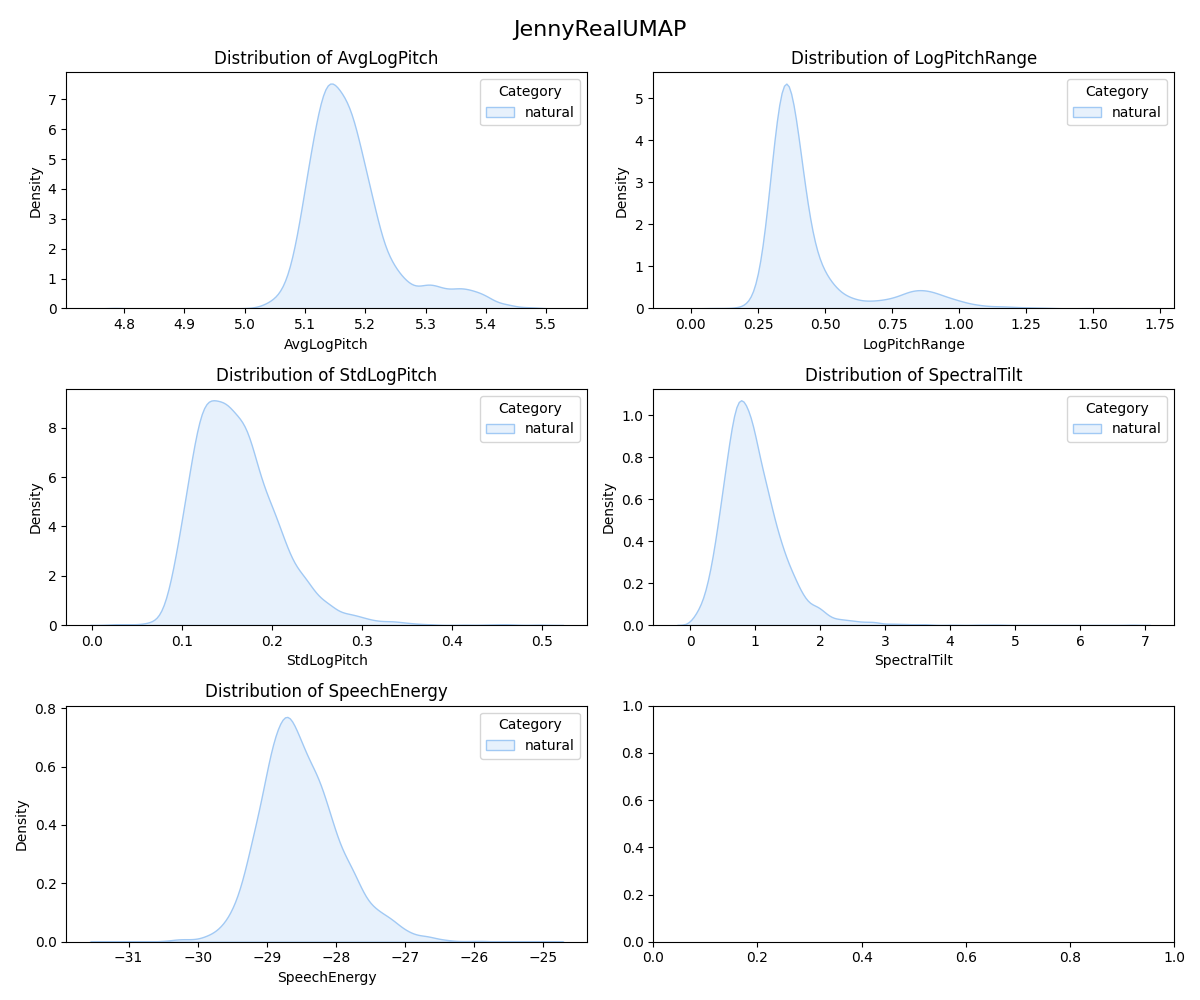 JennyRealUMAP
Distribution of AvgLogPitch
7
6
5
4
3
2
1
0
Density
4.8 4.9 5.0 5.1 5.2 5.3 5.4 5.5
AvgLogPitch
Category
natural
Distribution of LogPitchRange
5
4
3
2
1
0
Density
0.00 0.25 0.50 0.75 1.00 1.25 1.50 1.75
LogPitchRange
Category
natural
Distribution of StdLogPitch
8
6
4
2
0
Density
0.0 0.1 0.2 0.3 0.4 0.5
StdLogPitch
Category
natural
Distribution of SpectralTilt
1.0
0.8
0.6
0.4
0.2
0.0
Density
0 1 2 3 4 5 6 7
SpectralTilt
Category
natural
Distribution of SpeechEnergy
0.8
0.6
0.4
0.2
0.0
Density
−31 −30 −29 −28 −27 −26 −25
SpeechEnergy
Category
natural
1.0
0.8
0.6
0.4
0.2
0.0
0.0 0.2 0.4 0.6 0.8 1.0